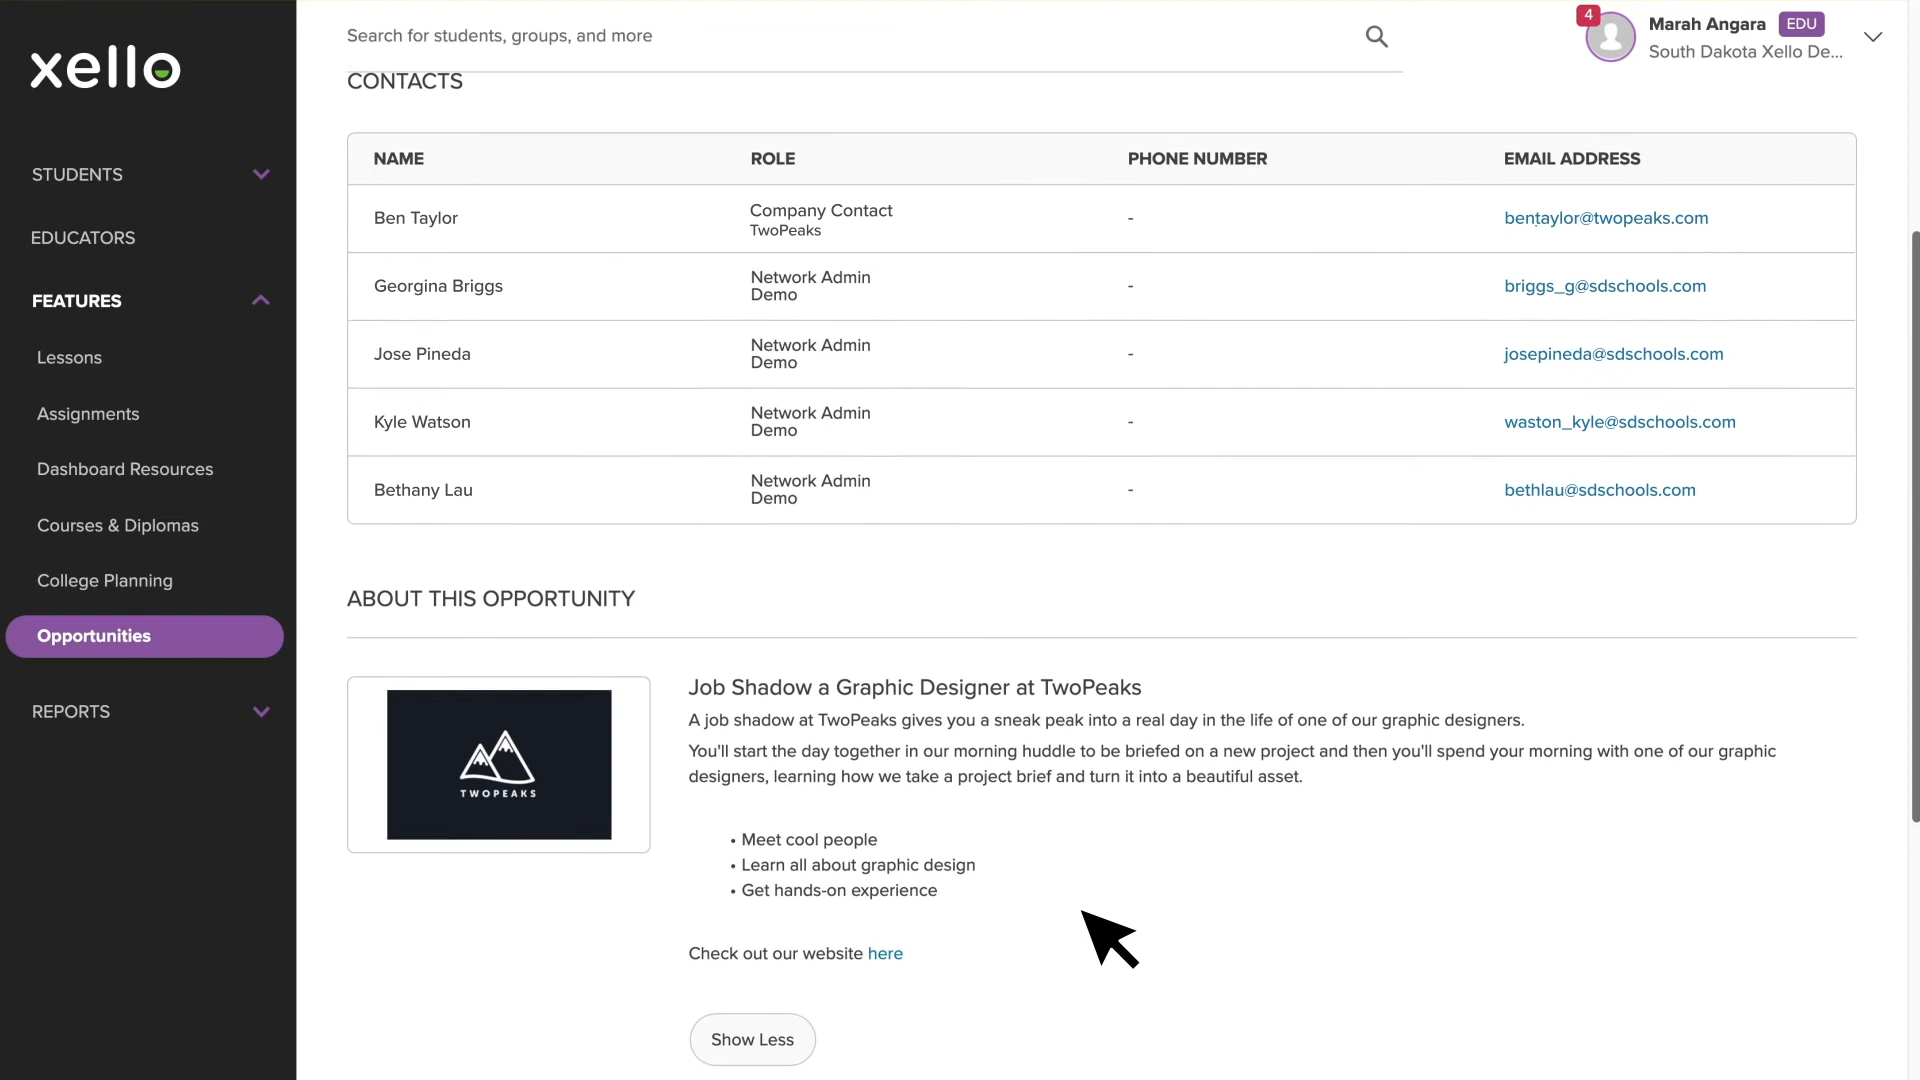 xello
Search for students, groups, and more
4
Marah Angara EDU
South Dakota Xello De...
STUDENTS
EDUCATORS
FEATURES
Lessons
Assignments
Dashboard Resources
Courses & Diplomas
College Planning
Opportunities
REPORTS
CONTACTS
NAME ROLE PHONE NUMBER EMAIL ADDRESS
Ben Taylor Company Contact TwoPeaks - bentaylor@twopeaks.com
Georgina Briggs Network Admin Demo - briggs_g@sdschools.com
Jose Pineda Network Admin Demo - josepineda@sdschools.com
Kyle Watson Network Admin Demo - waston_kyle@sdschools.com
Bethany Lau Network Admin Demo - bethlau@sdschools.com
ABOUT THIS OPPORTUNITY
TWOPEAKS
Job Shadow a Graphic Designer at TwoPeaks
A job shadow at TwoPeaks gives you a sneak peak into a real day in the life of one of our graphic designers.
You'll start the day together in our morning huddle to be briefed on a new project and then you'll spend your morning with one of our graphic
designers, learning how we take a project brief and turn it into a beautiful asset.
• Meet cool people
• Learn all about graphic design
• Get hands-on experience
Check out our website here
Show Less